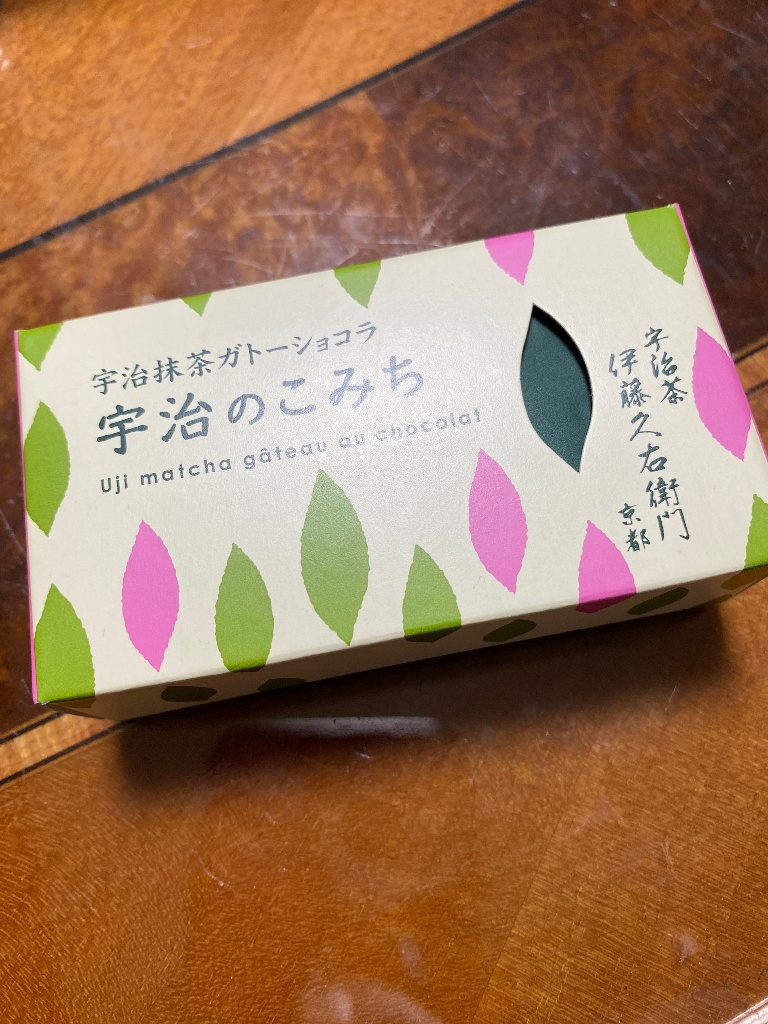 宇治抹茶ガトーショコラ
宇治のこみち
Uji matcha gâteau au chocolat
宇治茶
伊藤久右衛門
京都